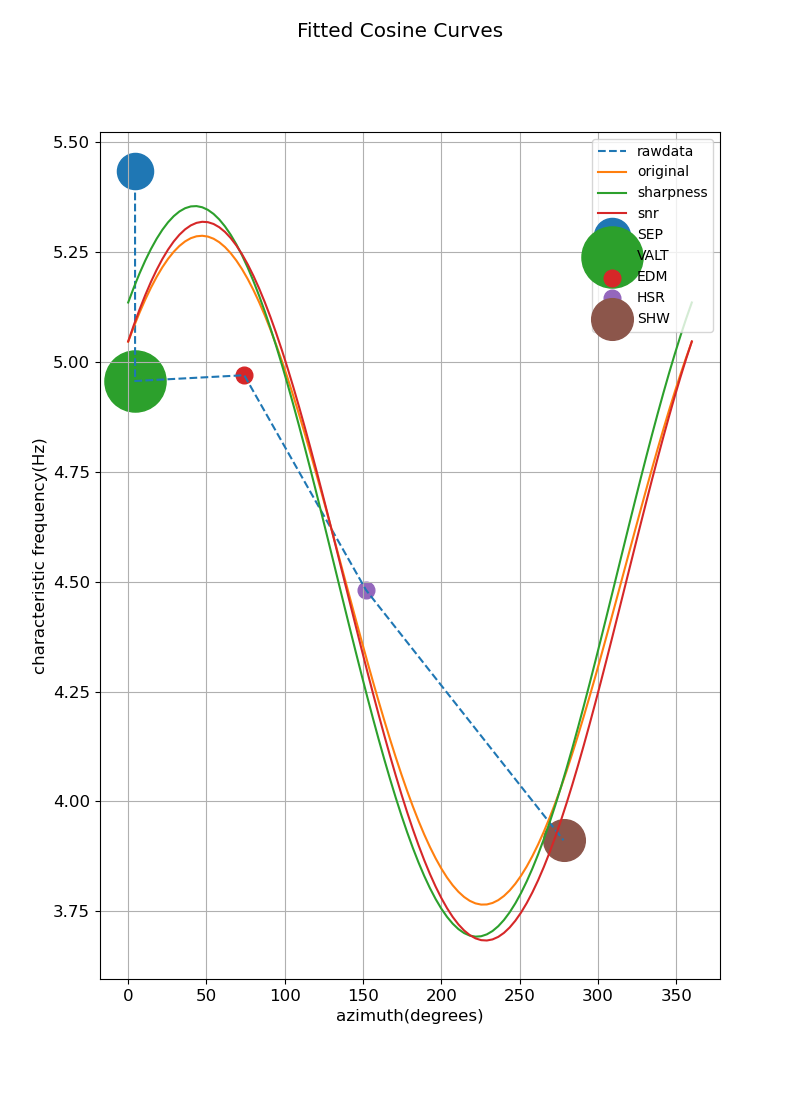 Fitted Cosine Curves
5.50
5.25
5.00
4.75
4.50
4.25
4.00
3.75
characteristic frequency(Hz)
rawdata
original
sharpness
snr
SEP
VALT
EDM
HSR
SHW
0 50 100 150 200 250 300 350
azimuth(degrees)